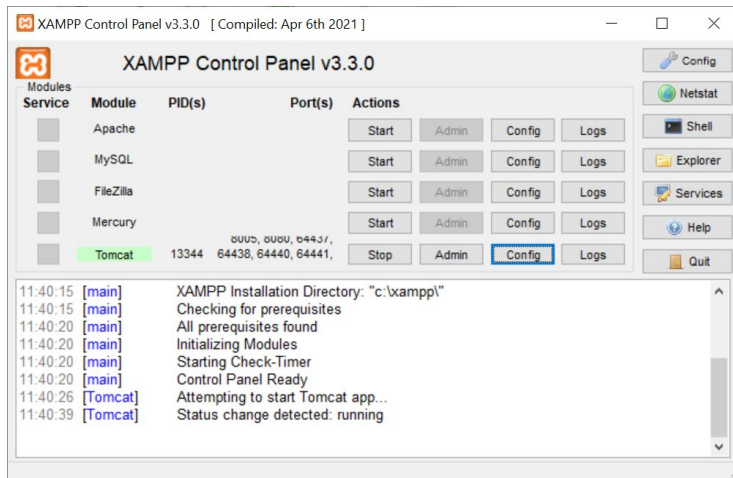 XAMPP Control Panel v3.3.0 [ Compiled: Apr 6th 2021 ]
XAMPP Control Panel v3.3.0
Config
Modules
Service Module PID(s) Port(s) Actions
Netstat
Apache Start Admin Config Logs
Shell
MySQL Start Admin Config Logs
Explorer
FileZilla Start Admin Config Logs
Services
Mercury Start Admin Config Logs
Help
8005, 8080, 64437,
Tomcat 13344 64438, 64440, 64441, Stop Admin Config Logs
Quit
11:40:15 [main] XAMPP Installation Directory: "c:\xampp\"
11:40:15 [main] Checking for prerequisites
11:40:20 [main] All prerequisites found
11:40:20 [main] Initializing Modules
11:40:20 [main] Starting Check-Timer
11:40:20 [main] Control Panel Ready
11:40:26 [Tomcat] Attempting to start Tomcat app...
11:40:39 [Tomcat] Status change detected: running